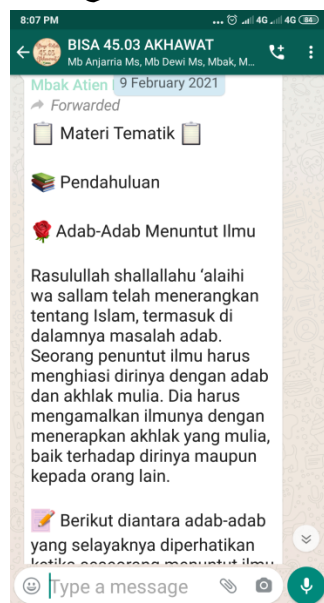 8:07 PM
... 4G 4G 84
BISA 45.03 AKHAWAT
Mb Anjarria Ms, Mb Dewi Ms, Mbak, M...
Mbak Atien 9 February 2021
Forwarded
Materi Tematik
Pendahuluan
Adab-Adab Menuntut Ilmu
Rasulullah shallallahu ‘alaihi
wa sallam telah menerangkan
tentang Islam, termasuk di
dalamnya masalah adab.
Seorang penuntut ilmu harus
menghiasi dirinya dengan adab
dan akhlak mulia. Dia harus
mengamalkan ilmunya dengan
menerapkan akhlak yang mulia,
baik terhadap dirinya maupun
kepada orang lain.
Berikut diantara adab-adab
yang selayaknya diperhatikan
ketika seseorang menuntut ilmu
Type a message